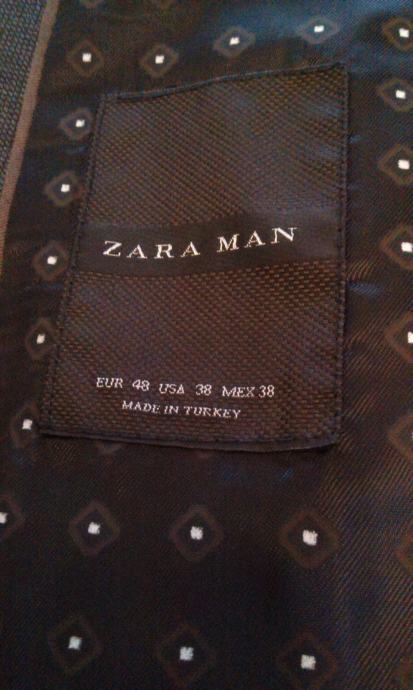 ZARA MAN
EUR 48 USA 38 MEX 38
MADE IN TURKEY